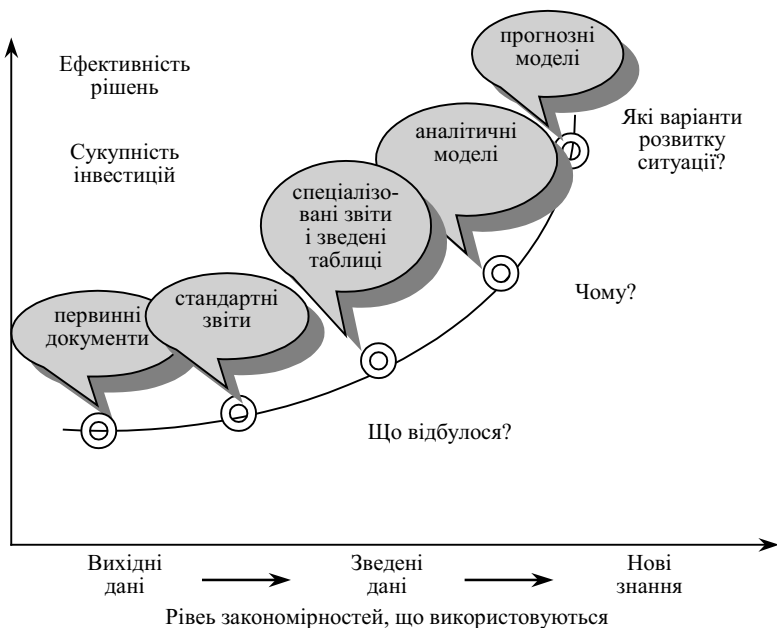 прогнозні
моделі
Ефективність
рішень
аналітичні
моделі
Які варіанти
розвитку
ситуації?
Сукупність
інвестицій
спеціалізо-
вані звіти
і зведені
таблиці
Чому?
стандартні
звіти
первинні
документи
Що відбулося?
Вихідні
дані
Зведені
дані
Нові
знання
Рівеь закономірностей, що використовуються